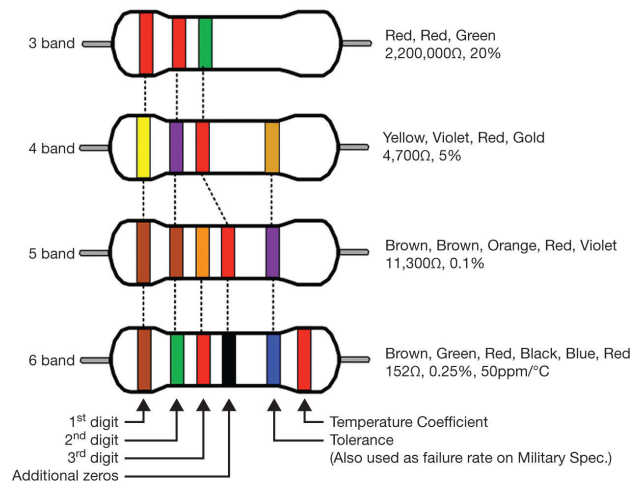 3 band
Red, Red, Green
2,200,000Ω, 20%
4 band
Yellow, Violet, Red, Gold
4,700Ω, 5%
5 band
Brown, Brown, Orange, Red, Violet
11,300Ω, 0.1%
6 band
Brown, Green, Red, Black, Blue, Red
152Ω, 0.25%, 50ppm/°C
1st digit
2nd digit
3rd digit
Additional zeros
Temperature Coefficient
Tolerance
(Also used as failure rate on Military Spec.)